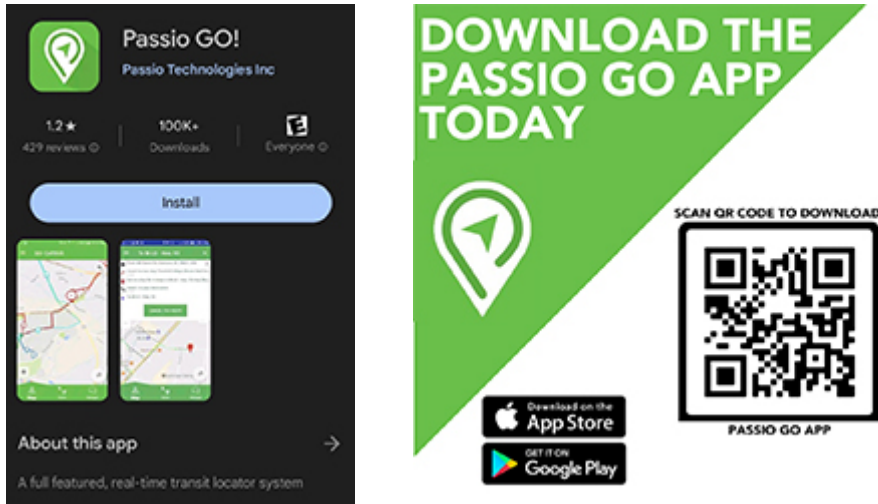 Passio GO!
Passio Technologies Inc
1.2★
429 reviews
100K+
Downloads
E
Everyone
Install
About this app
A full featured, real-time transit locator system
DOWNLOAD THE
PASSIO GO APP
TODAY
SCAN QR CODE TO DOWNLOAD
PASSIO GO APP
Download on the
App Store
GET IT ON
Google Play